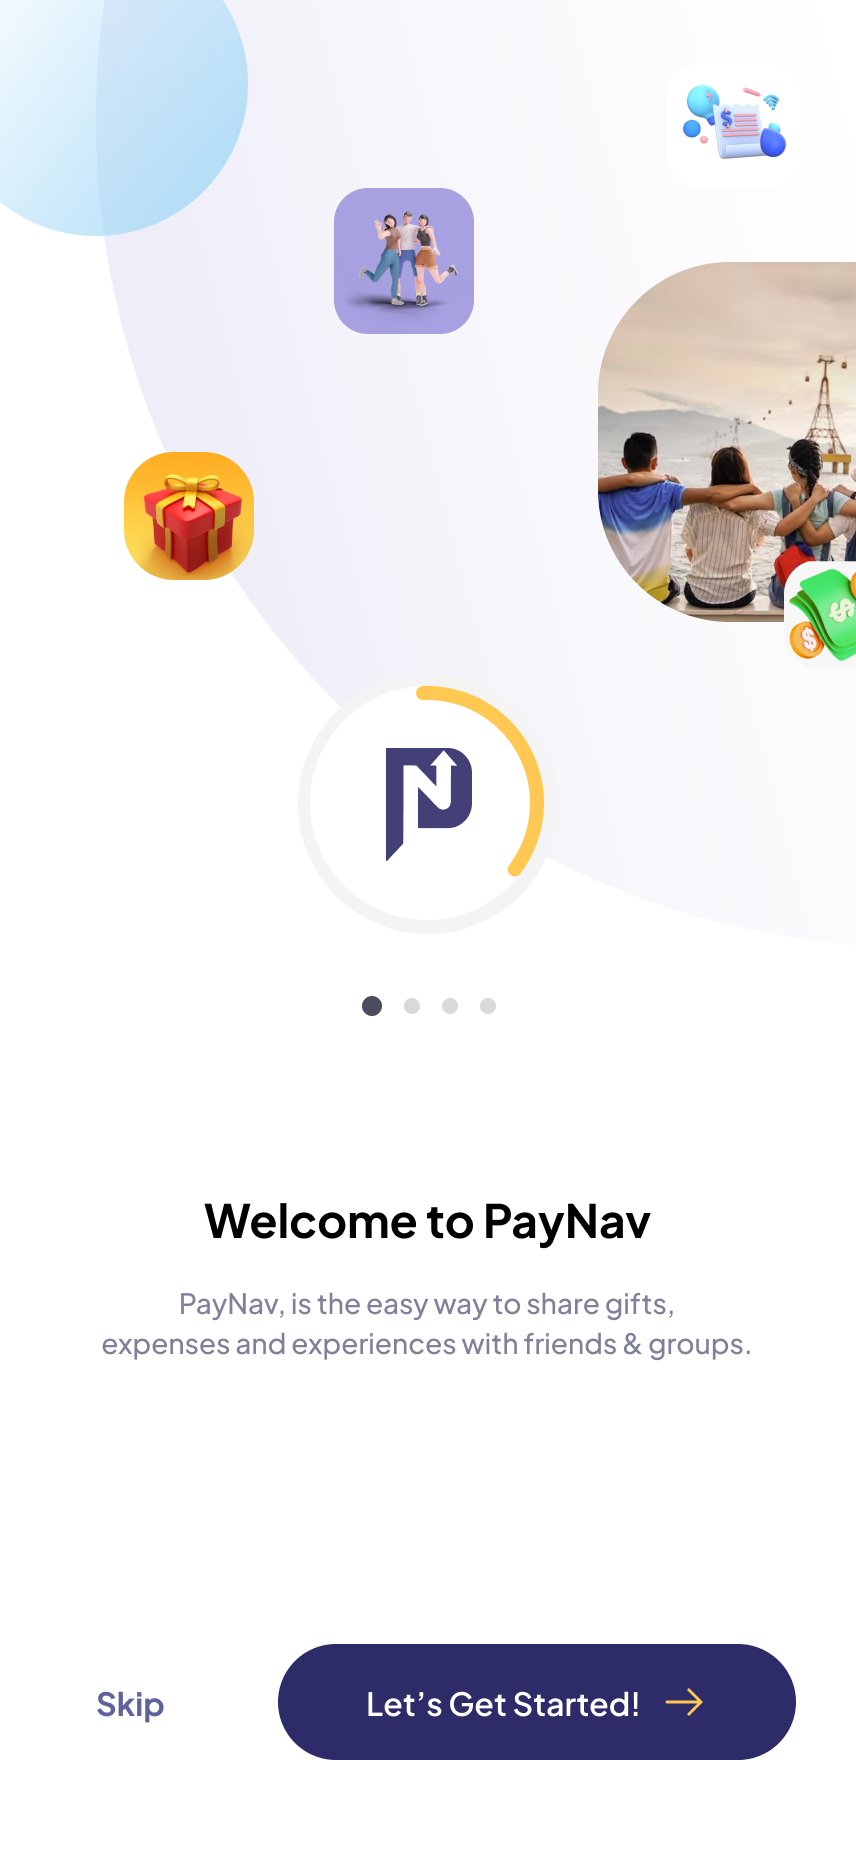 Welcome to PayNav
PayNav, is the easy way to share gifts,
expenses and experiences with friends & groups.
Skip
Let’s Get Started!